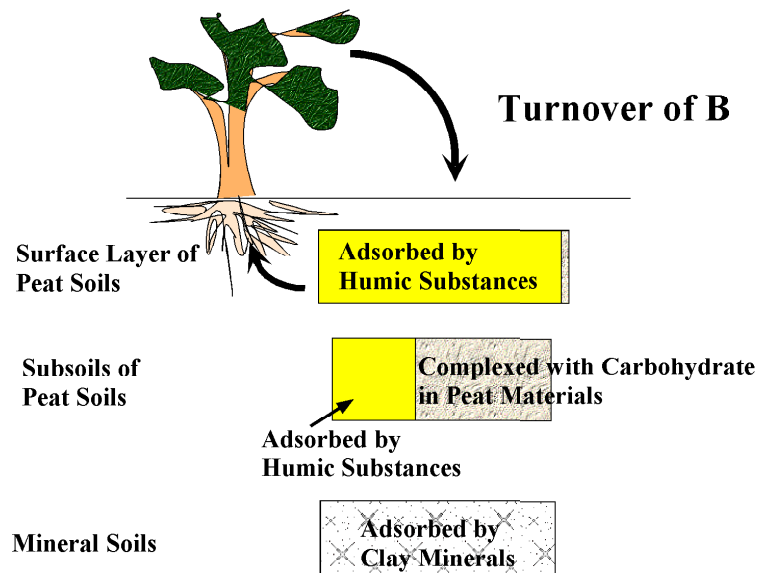 Turnover of B
Surface Layer of
Peat Soils
Adsorbed by
Humic Substances
Subsoils of
Peat Soils
Complexed with Carbohydrate
in Peat Materials
Adsorbed by
Humic Substances
Mineral Soils
Adsorbed by
Clay Minerals